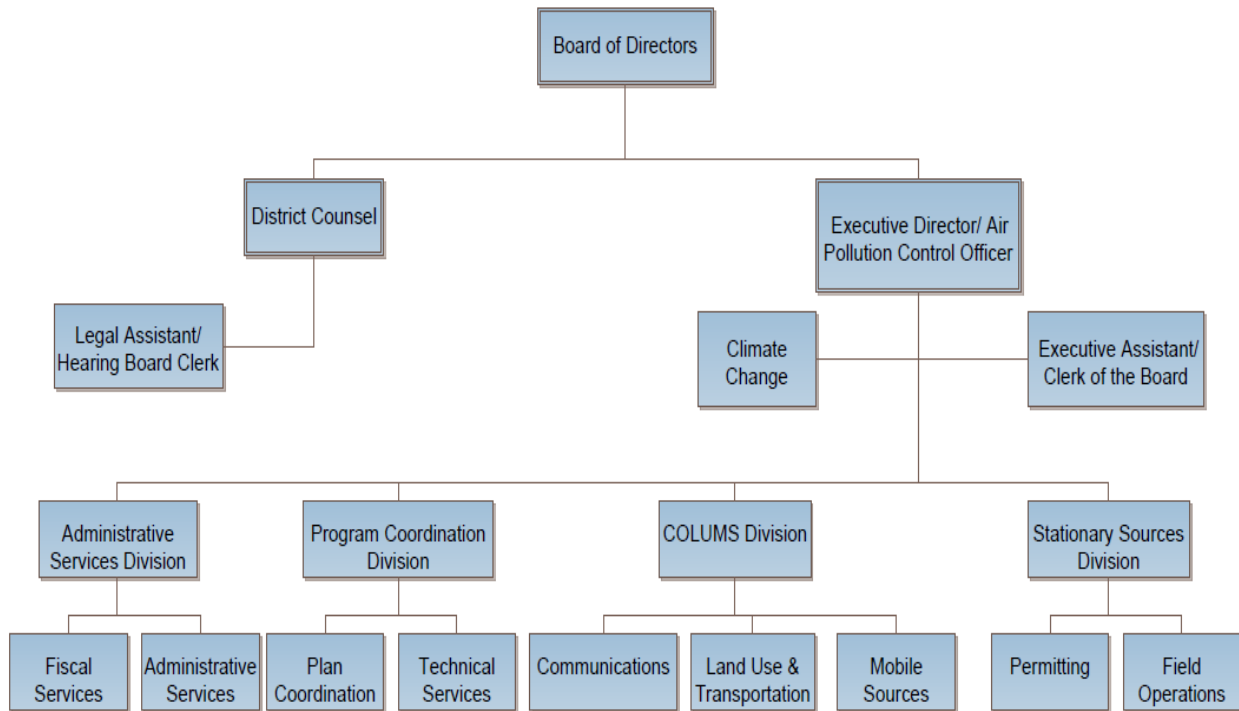 Board of Directors
District Counsel
Executive Director/ Air
Pollution Control Officer
Legal Assistant/
Hearing Board Clerk
Climate
Change
Executive Assistant/
Clerk of the Board
Administrative
Services Division
Program Coordination
Division
COLUMS Division
Stationary Sources
Division
Fiscal
Services
Administrative
Services
Plan
Coordination
Technical
Services
Communications
Land Use &
Transportation
Mobile
Sources
Permitting
Field
Operations